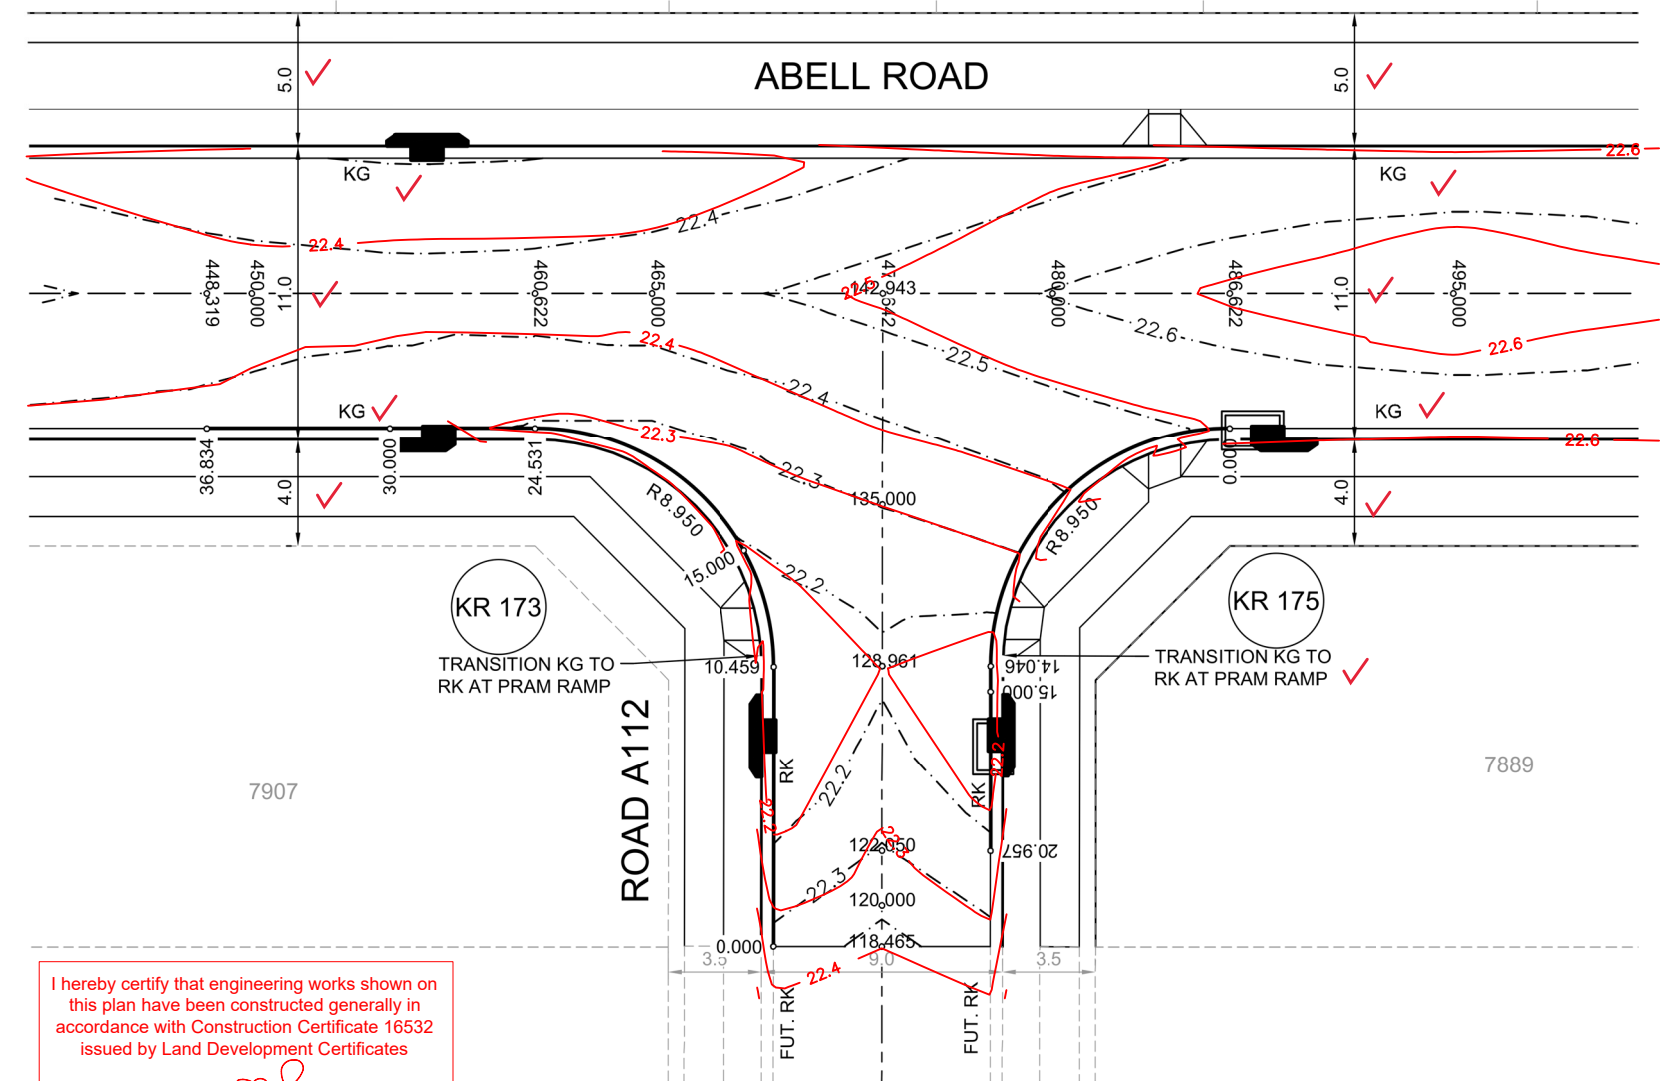 ABELL ROAD
5.0
5.0
22.6
KG
KG
22.4
22.4
448.319
450.000
11.0
460.622
465.000
22.5
142.943
480.000
486.622
11.0
495.000
22.6
22.4
22.5
22.6
22.4
KG
KG
22.3
22.6
36.834
30.000
24.531
0.000
4.0
4.0
22.3
135.000
R8.950
R8.950
15.000
22.2
KR 173
KR 175
TRANSITION KG TO
RK AT PRAM RAMP
10.459
128.961
14.046
15.000
TRANSITION KG TO
RK AT PRAM RAMP
ROAD A112
RK
22.2
22.2
RK
7907
7889
22.2
22.3
122.050
20.957
22.3
120.000
0.000
118.465
3.5
9.0
3.5
22.4
FUT. RK
FUT. RK
I hereby certify that engineering works shown on
this plan have been constructed generally in
accordance with Construction Certificate 16532
issued by Land Development Certificates